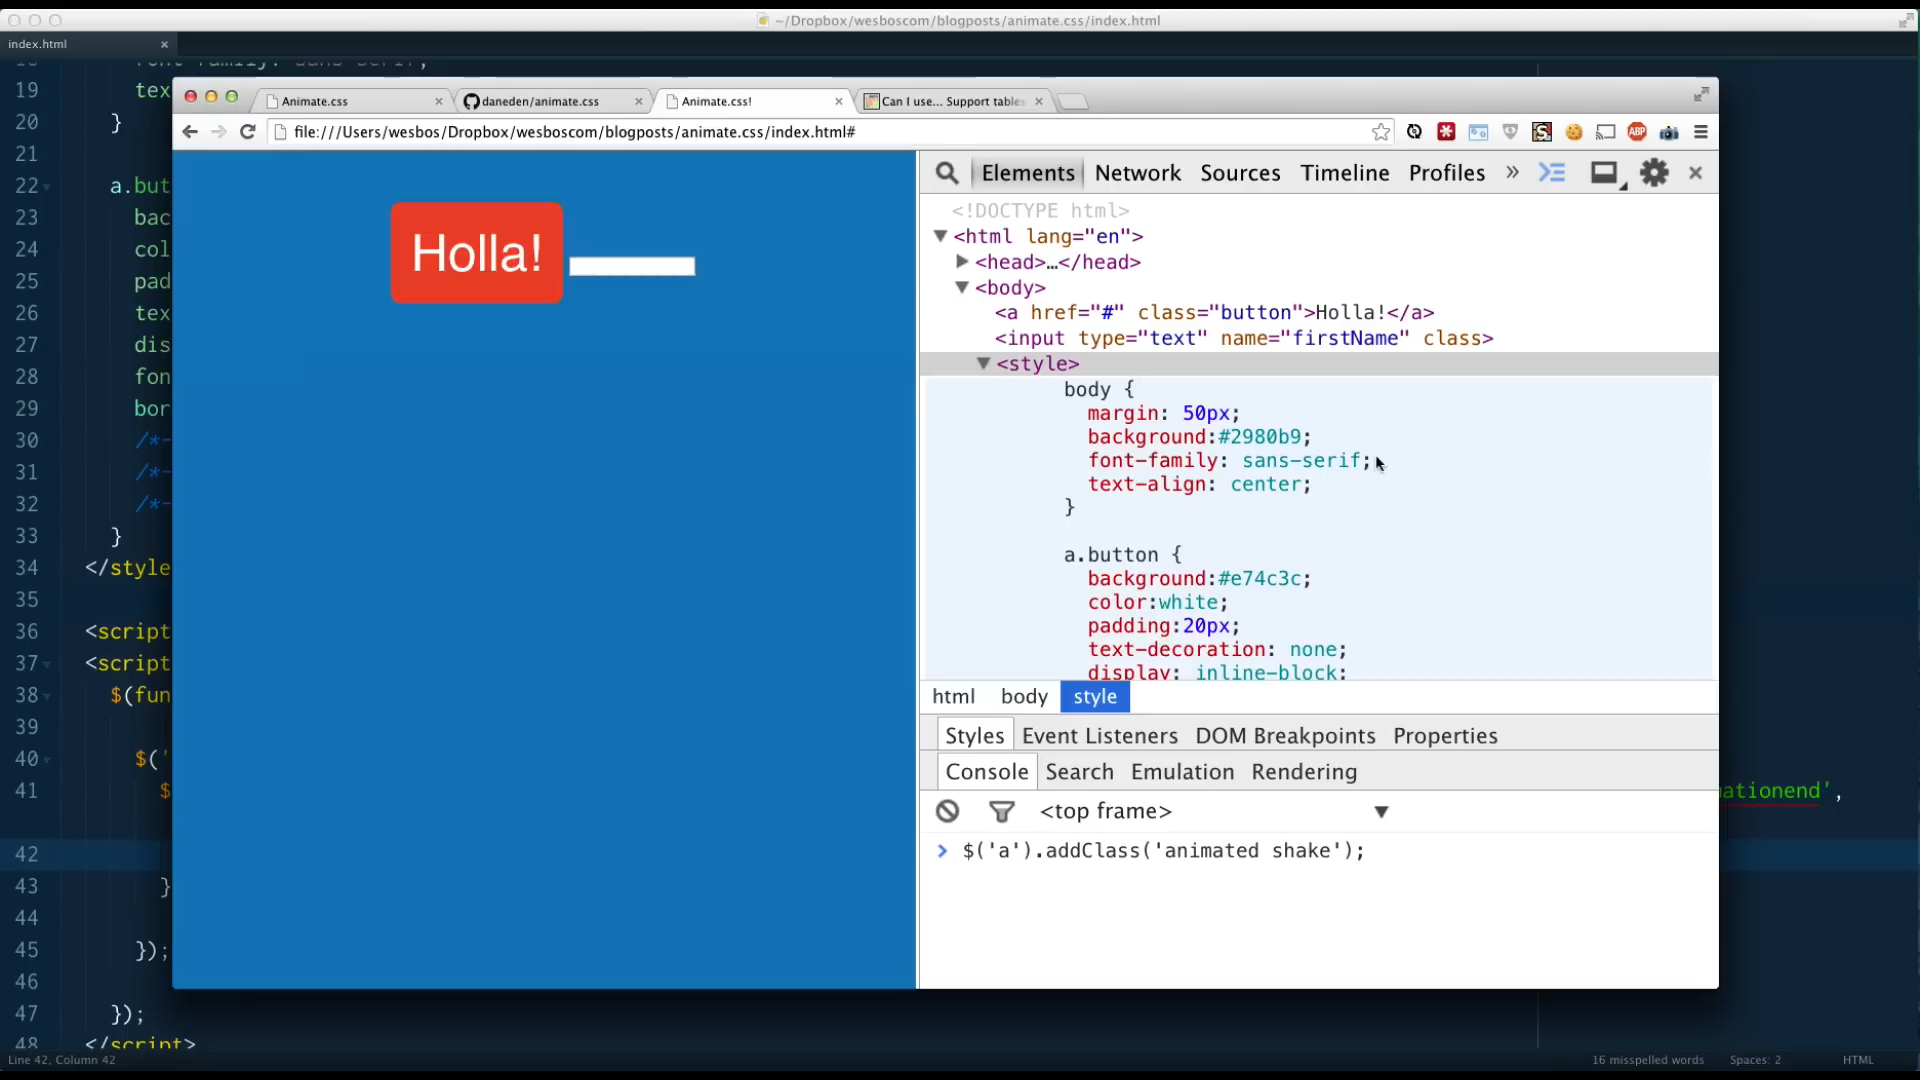 ~/Dropbox/wesboscom/blogposts/animate.css/index.html
index.html
19 tex
20 }
21
22 a.but
23 bac
24 col
25 pad
26 tex
27 dis
28 fon
29 bor
30 /*-
31 /*-
32 /*-
33 }
34 </style
35
36 <script
37 <script
38 $(fun
39
40 $('
41 $
ationend',
42
43 }
44
45 });
46
47 });
48 </script>
Line 42, Column 42
16 misspelled words
Spaces: 2
HTML
Animate.css
daneden/animate.css
Animate.css!
Can I use... Support tables
file:///Users/wesbos/Dropbox/wesboscom/blogposts/animate.css/index.html#
ABP
Holla!
Elements Network Sources Timeline Profiles »
<!DOCTYPE html>
<html lang="en">
<head>…</head>
<body>
<a href="#" class="button">Holla!</a>
<input type="text" name="firstName" class>
<style>
body {
margin: 50px;
background:#2980b9;
font-family: sans-serif;
text-align: center;
}
a.button {
background:#e74c3c;
color:white;
padding:20px;
text-decoration: none;
display: inline-block;
html body style
Styles Event Listeners DOM Breakpoints Properties
Console Search Emulation Rendering
<top frame>
$('a').addClass('animated shake');